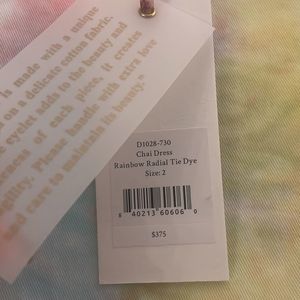 is made with a unique
on a delicate cotton fabric.
eyelet adds to the beauty and
of each piece, it creates
Please handle with extra love
and care to maintain its beauty."
D1028-730
Chai Dress
Rainbow Radial Tie Dye
Size: 2
6 40213 60606 0
$375